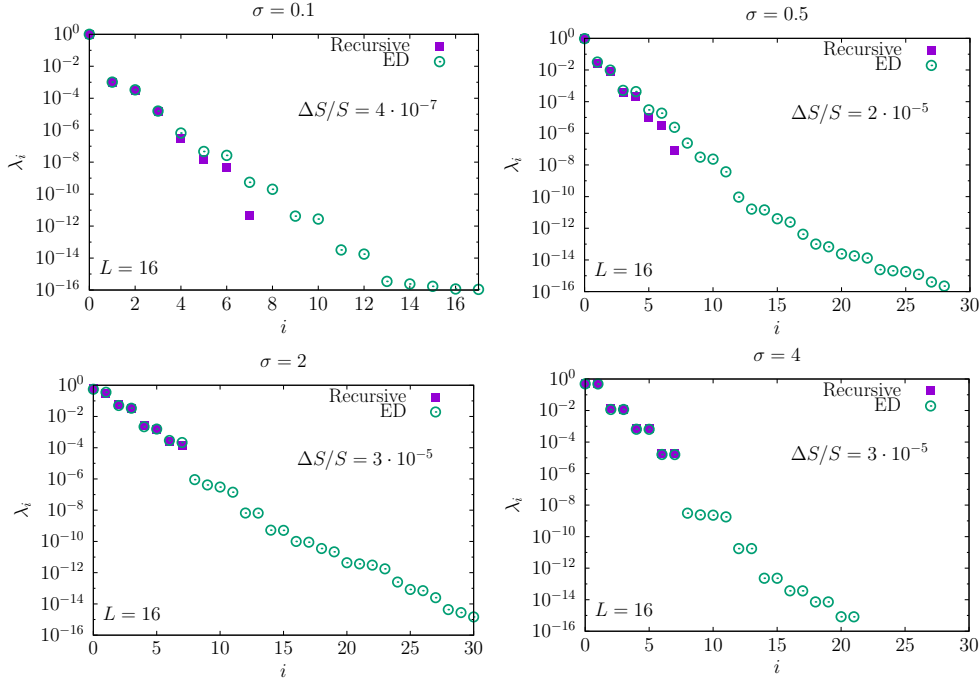 σ = 0.1
10^0
10^-2
10^-4
10^-6
10^-8
10^-10
10^-12
10^-14
10^-16
λ_i
Recursive
ED
ΔS/S = 4 · 10^-7
L = 16
0 2 4 6 8 10 12 14 16
i
σ = 0.5
10^0
10^-2
10^-4
10^-6
10^-8
10^-10
10^-12
10^-14
10^-16
λ_i
Recursive
ED
ΔS/S = 2 · 10^-5
L = 16
0 5 10 15 20 25 30
i
σ = 2
10^0
10^-2
10^-4
10^-6
10^-8
10^-10
10^-12
10^-14
10^-16
λ_i
Recursive
ED
ΔS/S = 3 · 10^-5
L = 16
0 5 10 15 20 25 30
i
σ = 4
10^0
10^-2
10^-4
10^-6
10^-8
10^-10
10^-12
10^-14
10^-16
λ_i
Recursive
ED
ΔS/S = 3 · 10^-5
L = 16
0 5 10 15 20 25 30
i